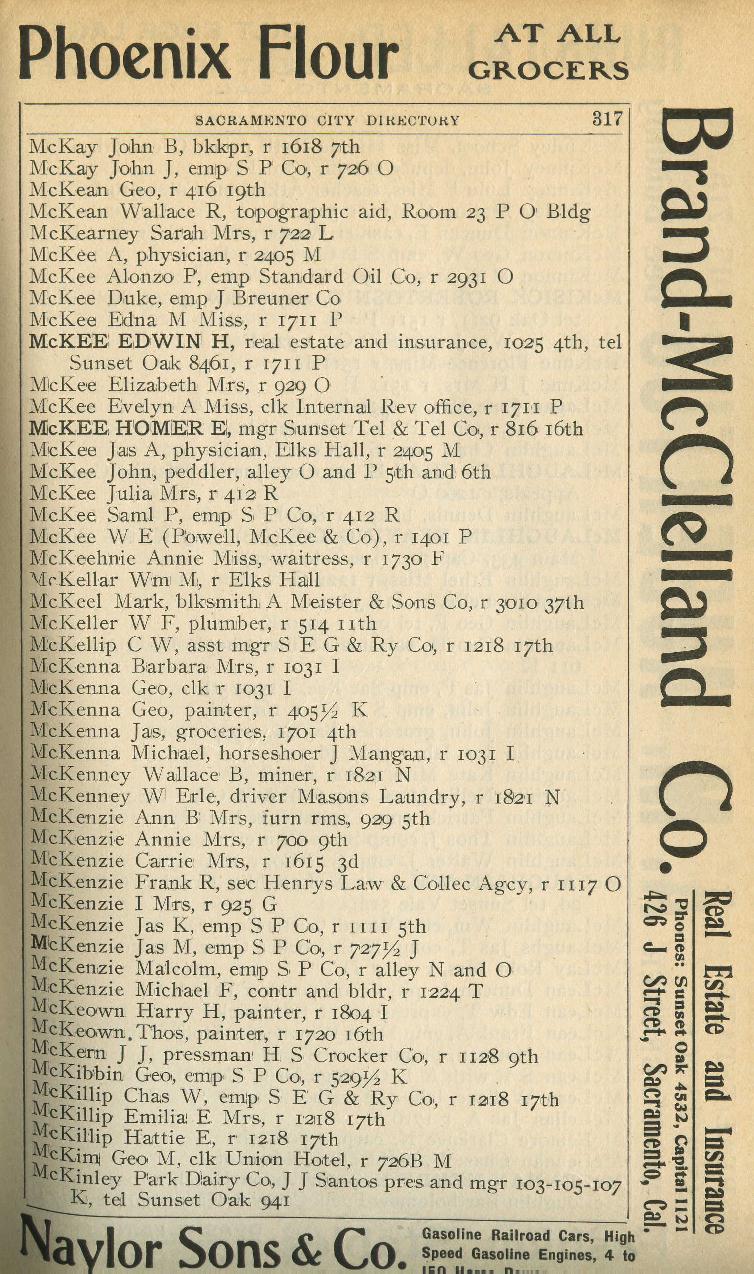 Phoenix Flour
AT ALL
GROCERS
SACRAMENTO CITY DIRECTORY 317
McKay John B, bkkpr, r 1618 7th
McKay John J, emp S P Co, r 726 O
McKean Geo, r 416 19th
McKean Wallace R, topographic aid, Room 23 P O Bldg
McKearney Sarah Mrs, r 722 L
McKee A, physician, r 2405 M
McKee Alonzo P, emp Standard Oil Co, r 2931 O
McKee Duke, emp J Breuner Co
McKee Edna M Miss, r 1711 P
McKEE EDWIN H, real estate and insurance, 1025 4th, tel
Sunset Oak 8461, r 1711 P
McKee Elizabeth Mrs, r 929 O
McKee Evelyn A Miss, clk Internal Rev office, r 1711 P
McKEE HOMER E, mgr Sunset Tel & Tel Co, r 816 16th
McKee Jas A, physician, Elks Hall, r 2405 M
McKee John, peddler, alley O and P 5th and 6th
McKee Julia Mrs, r 412 R
McKee Saml P, emp S P Co, r 412 R
McKee W E (Powell, McKee & Co), r 1401 P
McKeehnie Annie Miss, waitress, r 1730 F
McKellar Wm M, r Elks Hall
McKeel Mark, blksmith A Meister & Sons Co, r 3010 37th
McKeller W F, plumber, r 514 11th
McKellip C W, asst mgr S E G & Ry Co, r 1218 17th
McKenna Barbara Mrs, r 1031 I
McKenna Geo, clk r 1031 I
McKenna Geo, painter, r 405½ K
McKenna Jas, groceries, 1701 4th
McKenna Michael, horseshoer J Mangan, r 1031 I
McKenney Wallace B, miner, r 1821 N
McKenney W Erle, driver Masons Laundry, r 1821 N
McKenzie Ann B Mrs, furn rms, 929 5th
McKenzie Annie Mrs, r 700 9th
McKenzie Carrie Mrs, r 1615 3d
McKenzie Frank R, sec Henrys Law & Collec Agcy, r 1117 O
McKenzie I Mrs, r 925 G
McKenzie Jas K, emp S P Co, r 1111 5th
McKenzie Jas M, emp S P Co, r 727½ J
McKenzie Malcolm, emp S P Co, r alley N and O
McKenzie Michael F, contr and bldr, r 1224 T
McKeown Harry H, painter, r 1804 I
McKeown, Thos, painter, r 1720 16th
McKern J J, pressman H S Crocker Co, r 1128 9th
McKibbin Geo, emp S P Co, r 529½ K
McKillip Chas W, emp S E G & Ry Co, r 1218 17th
McKillip Emilia E Mrs, r 1218 17th
McKillip Hattie E, r 1218 17th
McKim Geo M, clk Union Hotel, r 726B M
McKinley Park Dairy Co, J J Santos pres and mgr 103-105-107
K, tel Sunset Oak 941
Brand-McClelland Co.
Real Estate and Insurance
Phones: Sunset Oak 4532, Capital 1121
426 J Street, Sacramento, Cal.
Naylor Sons & Co.
Gasoline Railroad Cars, High
Speed Gasoline Engines, 4 to